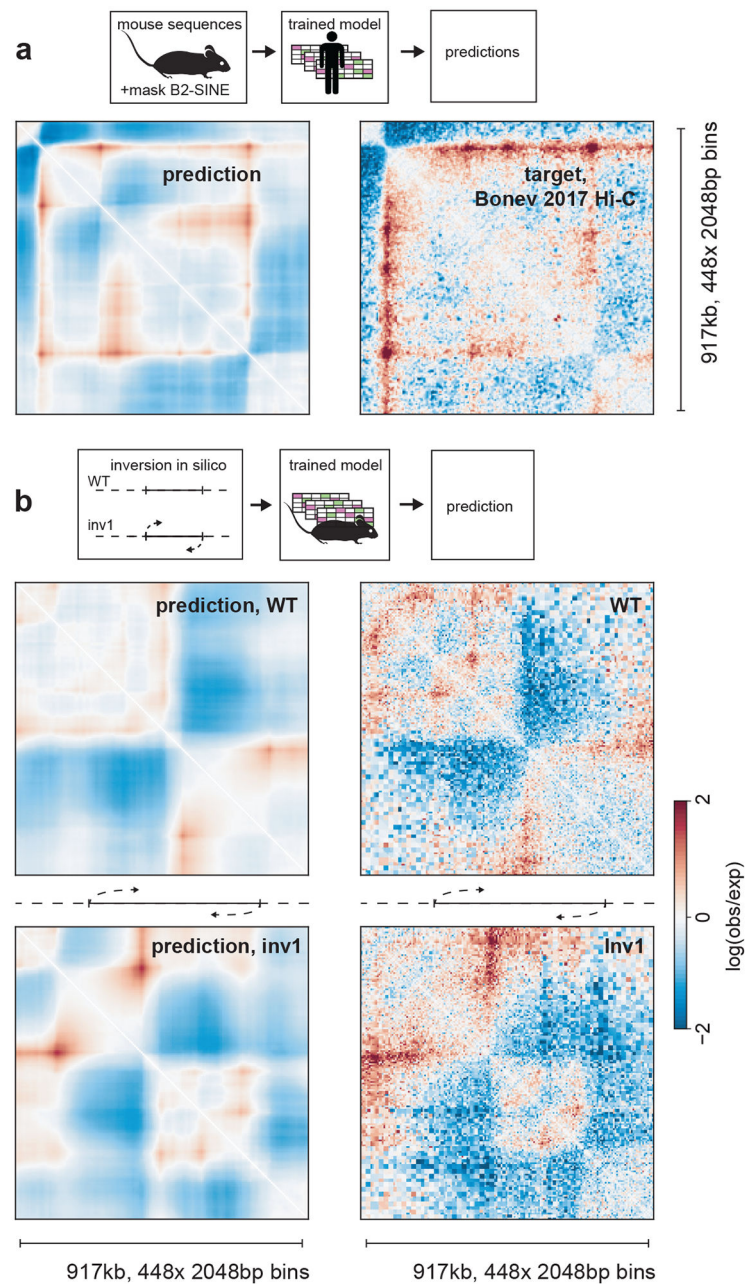 a
mouse sequences
+mask B2-SINE
trained model
predictions
prediction
target,
Bonev 2017 Hi-C
917kb, 448x 2048bp bins
b
inversion in silico
WT
inv1
trained model
prediction
prediction, WT
WT
2
0
−2
log(obs/exp)
prediction, inv1
Inv1
917kb, 448x 2048bp bins
917kb, 448x 2048bp bins